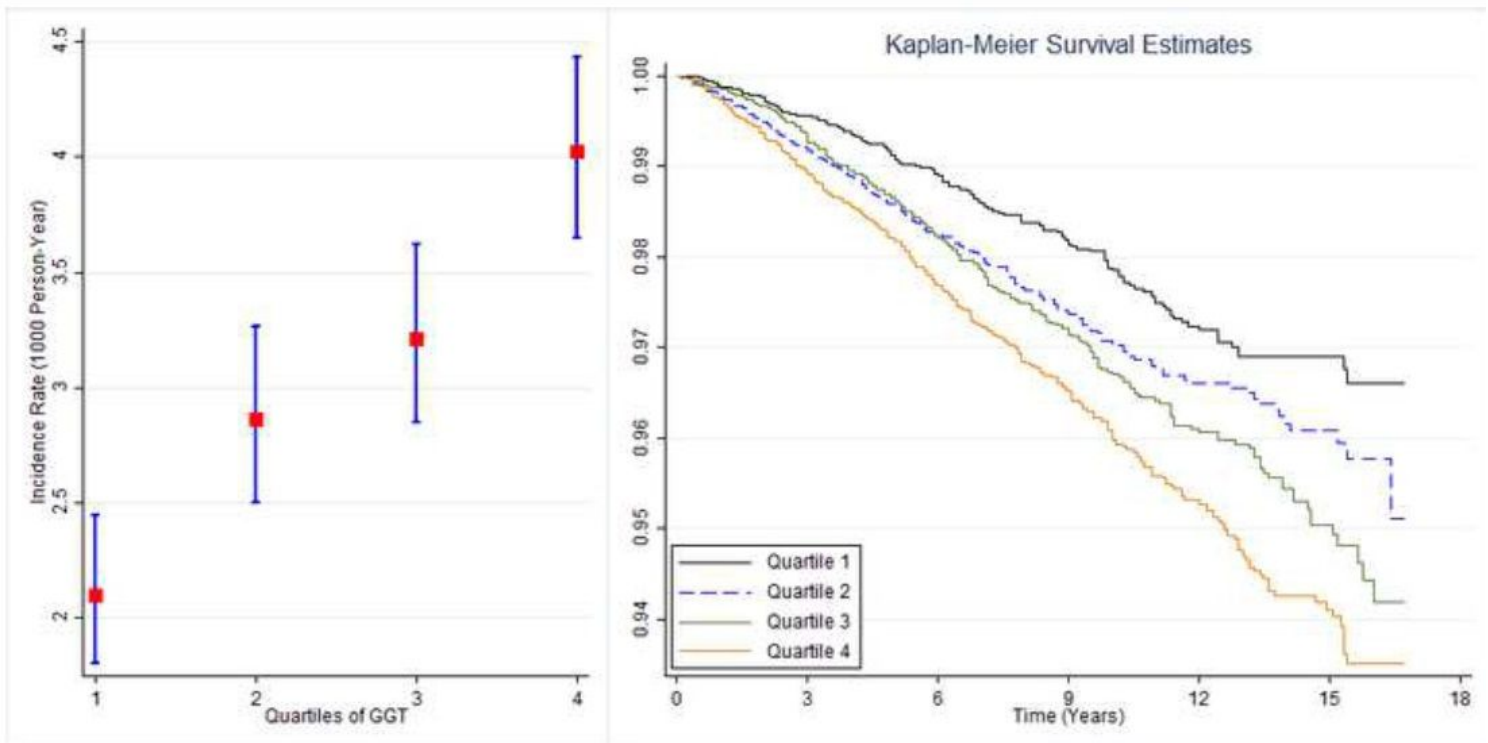 4.5
4
3.5
3
2.5
2
Incidence Rate (1000 Person-Year)
1 2 3 4
Quartiles of GGT
Kaplan-Meier Survival Estimates
1.00
0.99
0.98
0.97
0.96
0.95
0.94
Quartile 1
Quartile 2
Quartile 3
Quartile 4
0 3 6 9 12 15 18
Time (Years)